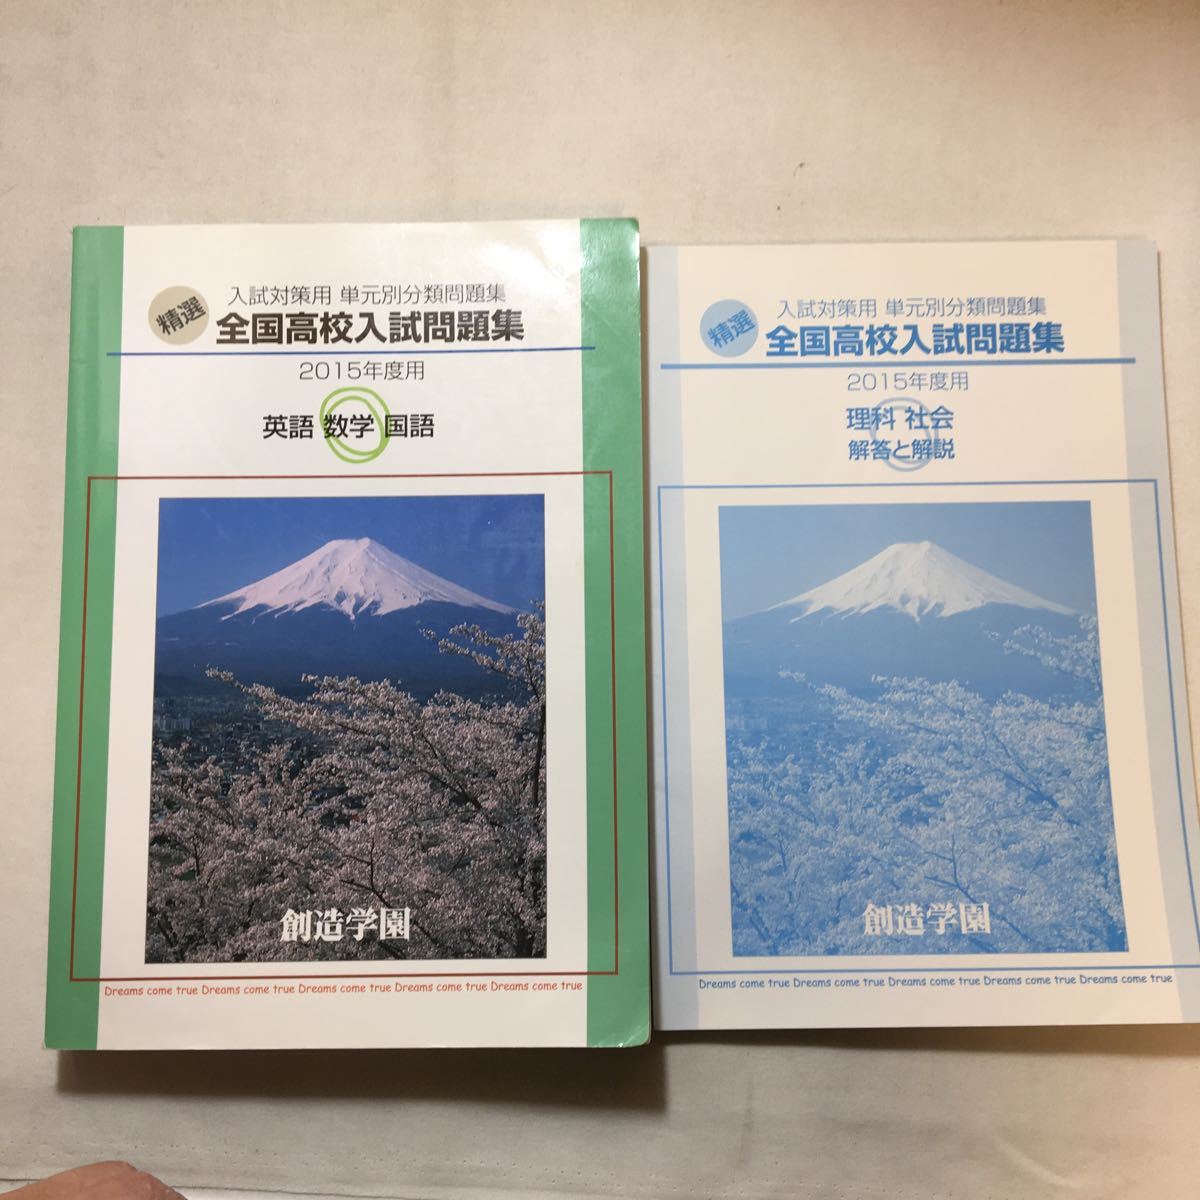 精選
入試対策用 単元別分類問題集
全国高校入試問題集
2015年度用
英語 数学 国語
創造学園
Dreams come true Dreams come true Dreams come true Dreams come true Dreams come true
精選
入試対策用 単元別分類問題集
全国高校入試問題集
2015年度用
理科 社会
解答と解説
創造学園
Dreams come true Dreams come true Dreams come true Dreams come true Dreams come true